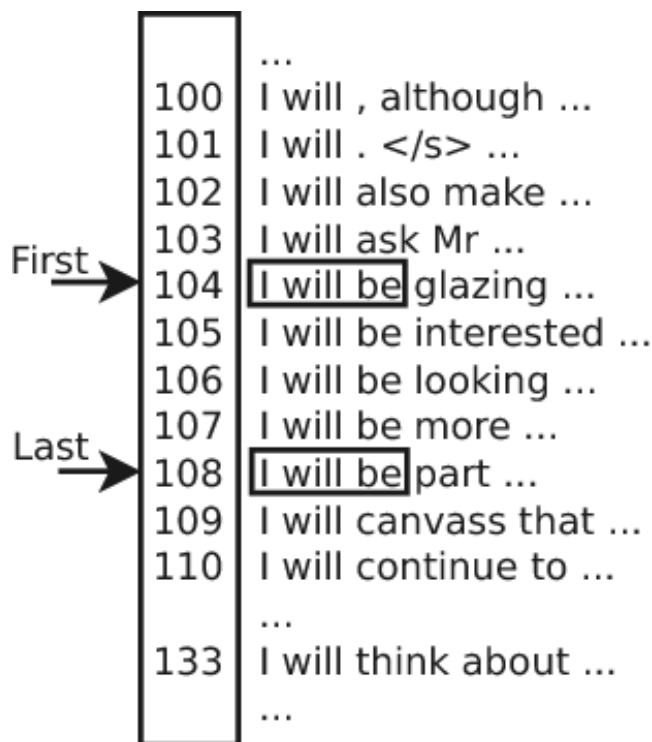 ...
100 I will , although ...
101 I will . </s> ...
102 I will also make ...
103 I will ask Mr ...
First 104 I will be glazing ...
105 I will be interested ...
106 I will be looking ...
107 I will be more ...
Last 108 I will be part ...
109 I will canvass that ...
110 I will continue to ...
...
133 I will think about ...
...